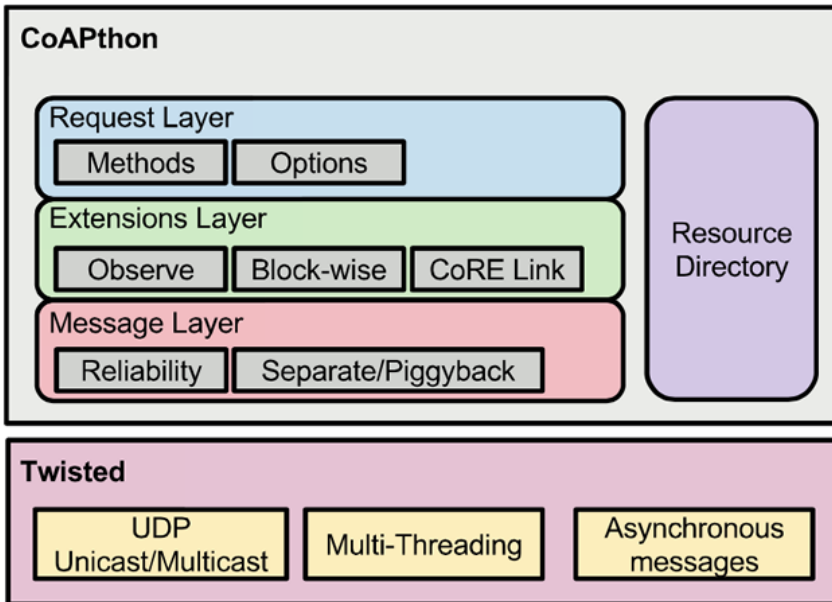 CoAPthon
Request Layer
Methods
Options
Extensions Layer
Observe
Block-wise
CoRE Link
Message Layer
Reliability
Separate/Piggyback
Resource
Directory
Twisted
UDP
Unicast/Multicast
Multi-Threading
Asynchronous
messages